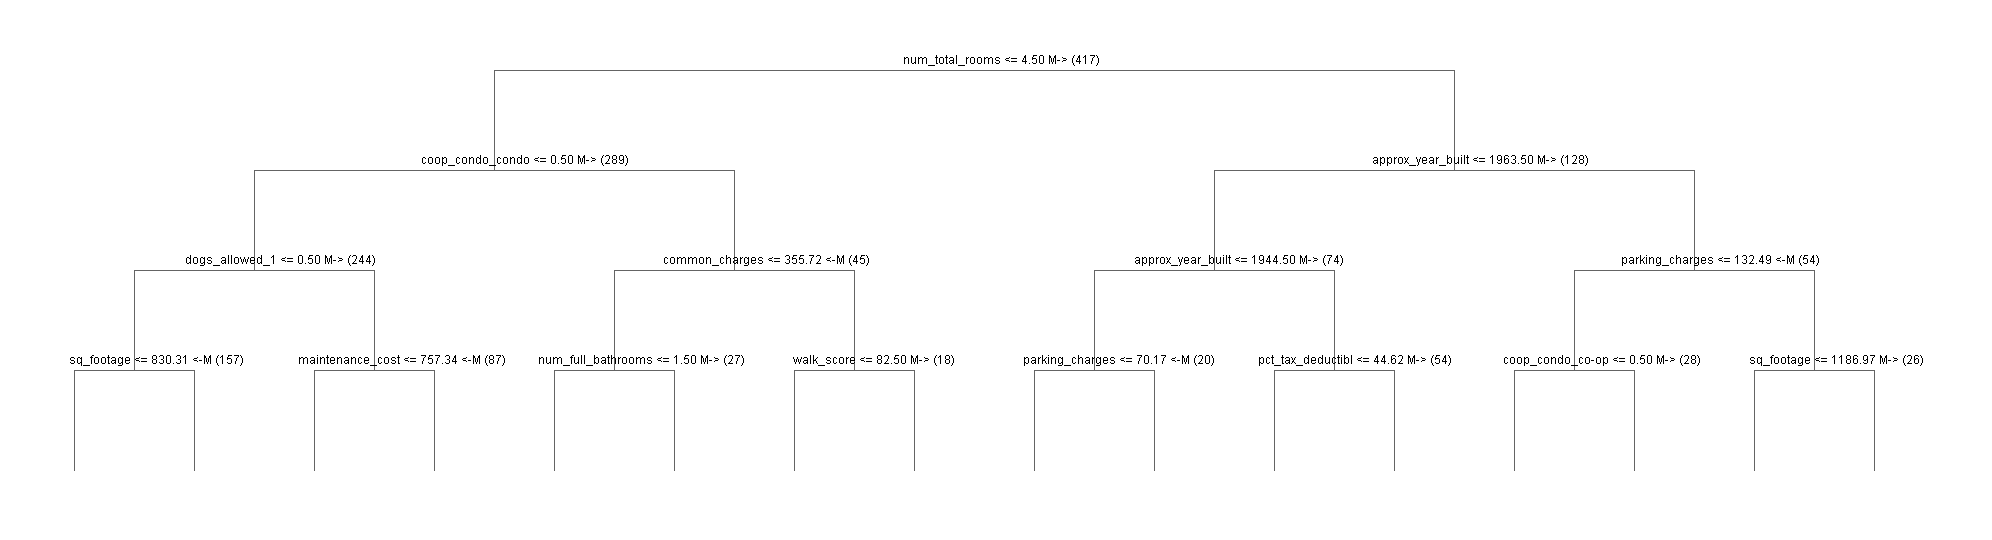 num_total_rooms <= 4.50 M-> (417)
coop_condo_condo <= 0.50 M-> (289)
approx_year_built <= 1963.50 M-> (128)
dogs_allowed_1 <= 0.50 M-> (244)
common_charges <= 355.72 <-M (45)
approx_year_built <= 1944.50 M-> (74)
parking_charges <= 132.49 <-M (54)
sq_footage <= 830.31 <-M (157)
maintenance_cost <= 757.34 <-M (87)
num_full_bathrooms <= 1.50 M-> (27)
walk_score <= 82.50 M-> (18)
parking_charges <= 70.17 <-M (20)
pct_tax_deductibl <= 44.62 M-> (54)
coop_condo_co-op <= 0.50 M-> (28)
sq_footage <= 1186.97 M-> (26)